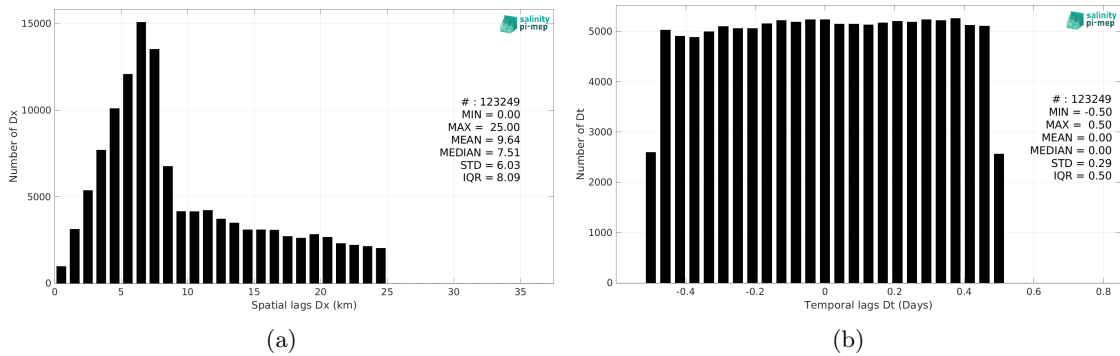 15000
10000
5000
0
Number of Dx
0 5 10 15 20 25 30 35
Spatial lags Dx (km)
salinity
pi-mep
# : 123249
MIN = 0.00
MAX = 25.00
MEAN = 9.64
MEDIAN = 7.51
STD = 6.03
IQR = 8.09
(a)
5000
4000
3000
2000
1000
0
Number of Dt
-0.4 -0.2 0 0.2 0.4 0.6 0.8
Temporal lags Dt (Days)
salinity
pi-mep
# : 123249
MIN = -0.50
MAX = 0.50
MEAN = 0.00
MEDIAN = 0.00
STD = 0.29
IQR = 0.50
(b)